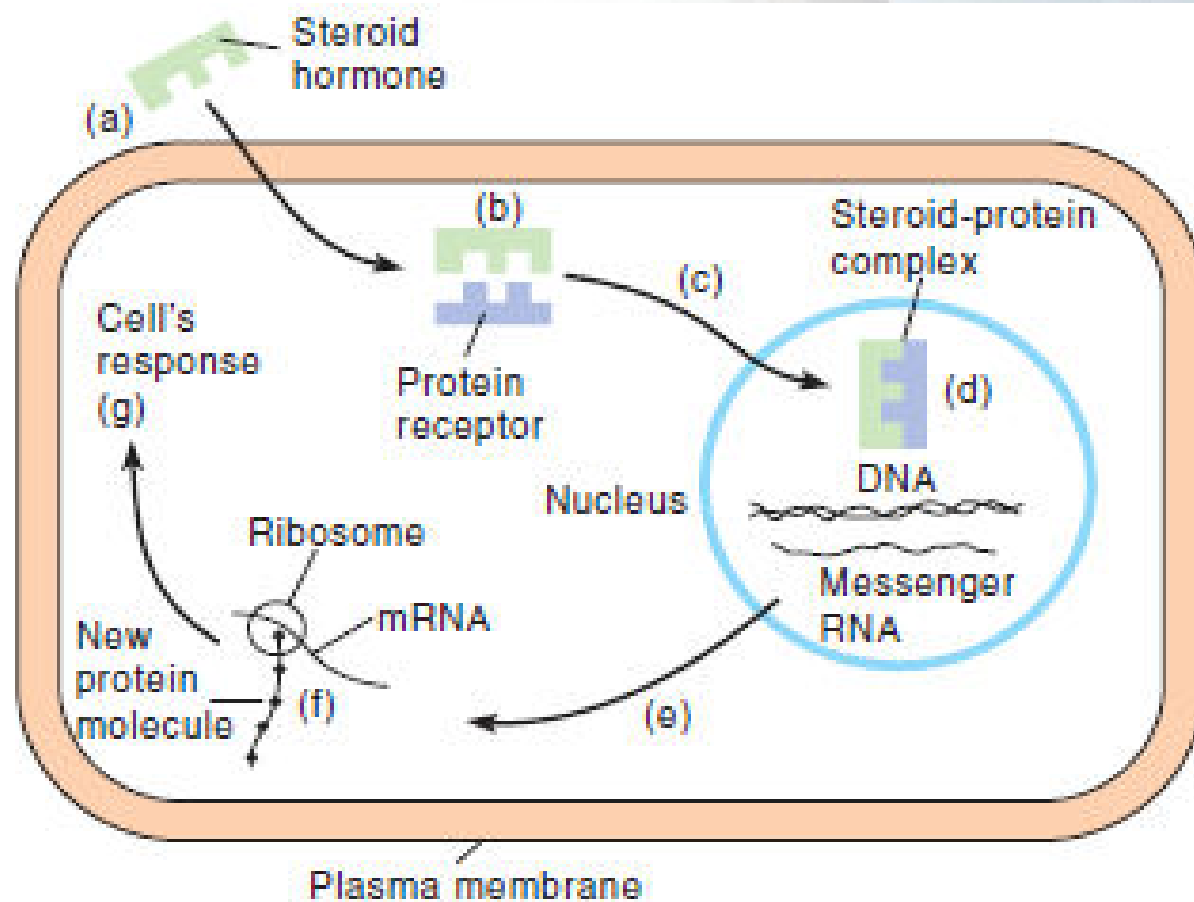 Steroid
hormone
(a)
(b)
Steroid-protein
complex
(c)
Cell's
response
(g)
Protein
receptor
(d)
DNA
Nucleus
Messenger
RNA
Ribosome
mRNA
New
protein
molecule
(f)
(e)
Plasma membrane